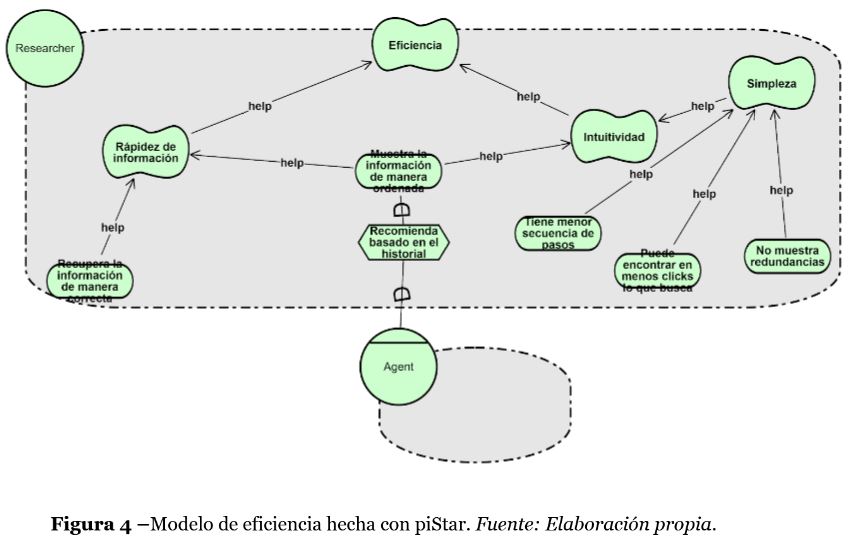 Researcher
Eficiencia
Simpleza
Rápidez de
información
Intuitividad
Muestra la
información
de manera
ordenada
help
help
help
help
help
help
help
help
help
Recupera la
información
de manera
correcta
D
Recomienda
basado en el
historial
D
Tiene menor
secuencia de
pasos
Puede
encontrar en
menos clicks
lo que busca
No muestra
redundancias
Agent
Figura 4 –Modelo de eficiencia hecha con piStar. Fuente: Elaboración propia.